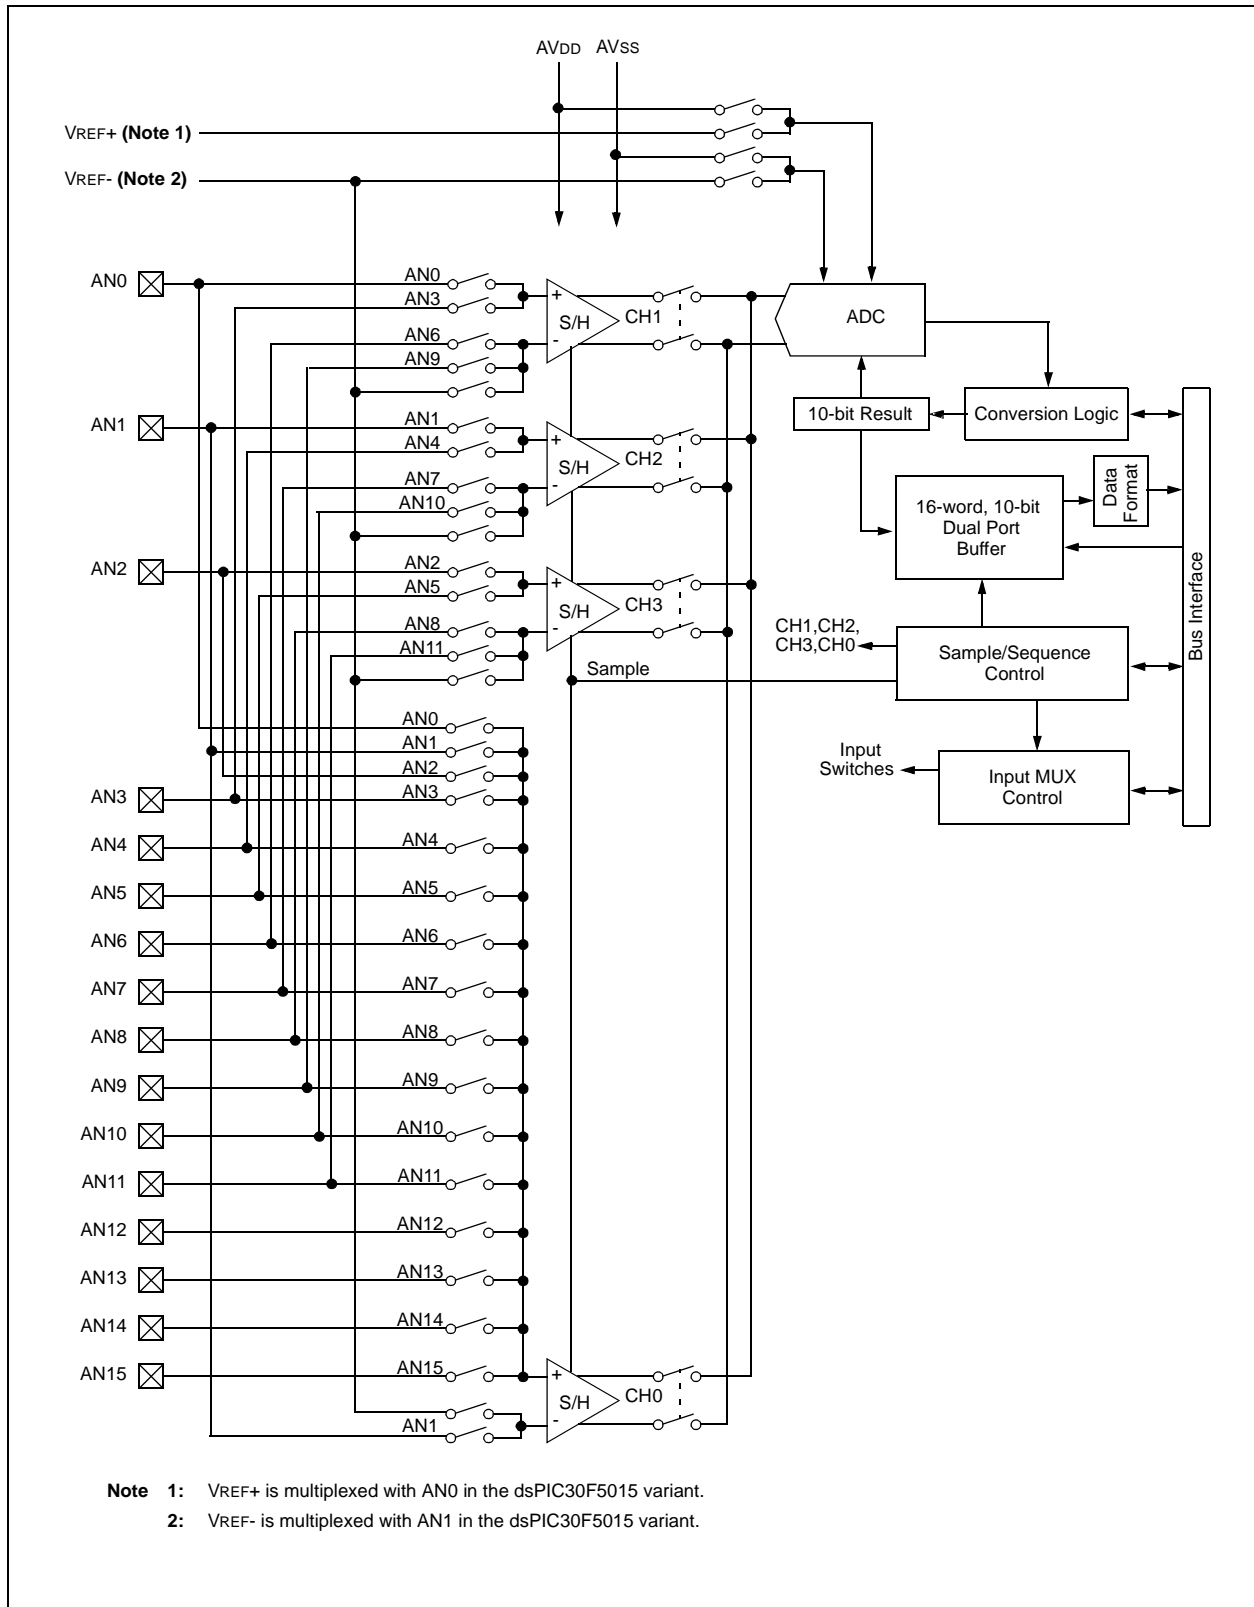 AVDD AVSS
VREF+ (Note 1)
VREF- (Note 2)
AN0
AN0
AN3
AN6
AN9
+
-
S/H
CH1
ADC
10-bit Result
Conversion Logic
AN1
AN1
AN4
AN7
AN10
+
-
S/H
CH2
16-word, 10-bit
Dual Port
Buffer
Data
Format
Bus Interface
AN2
AN2
AN5
AN8
AN11
+
-
S/H
CH3
CH1,CH2,
CH3,CH0
Sample/Sequence
Control
Sample
Input
Switches
Input MUX
Control
AN0
AN1
AN2
AN3
AN3
AN4
AN4
AN5
AN5
AN6
AN6
AN7
AN7
AN8
AN8
AN9
AN9
AN10
AN10
AN11
AN11
AN12
AN12
AN13
AN13
AN14
AN14
AN15
AN15
AN1
+
-
S/H
CH0
Note 1: VREF+ is multiplexed with AN0 in the dsPIC30F5015 variant.
2: VREF- is multiplexed with AN1 in the dsPIC30F5015 variant.